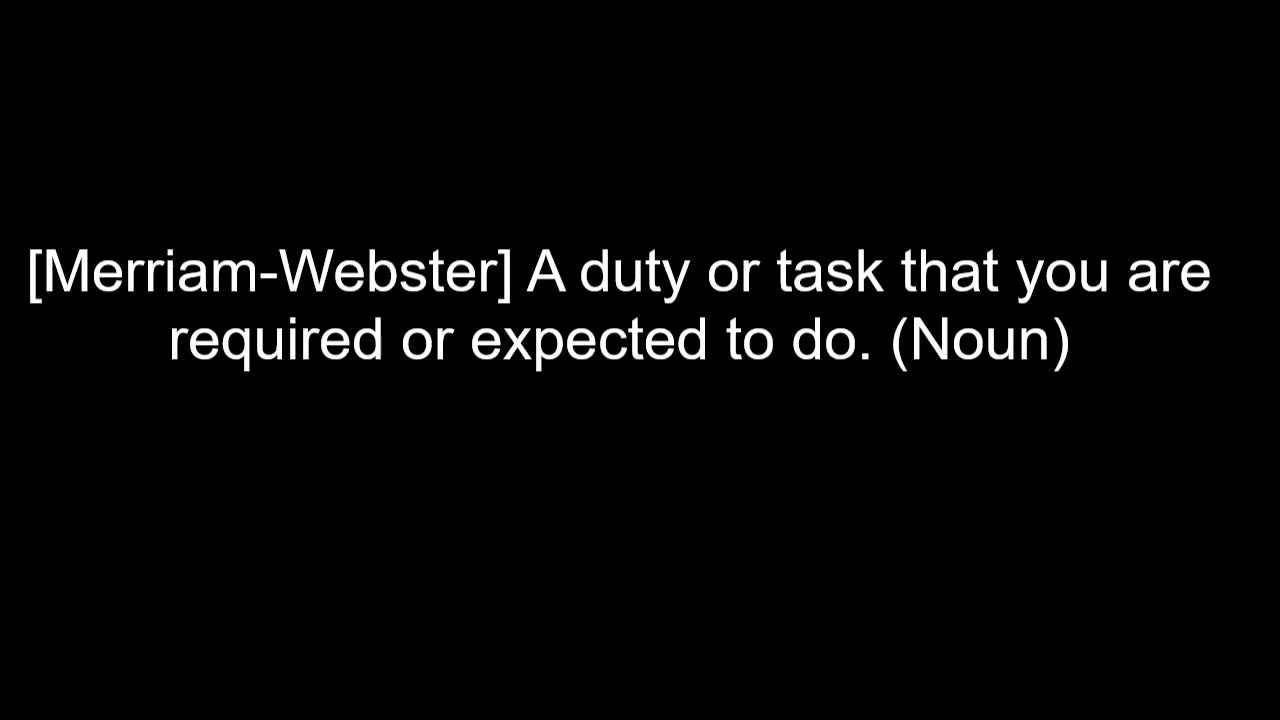 [Merriam-Webster] A duty or task that you are
required or expected to do. (Noun)